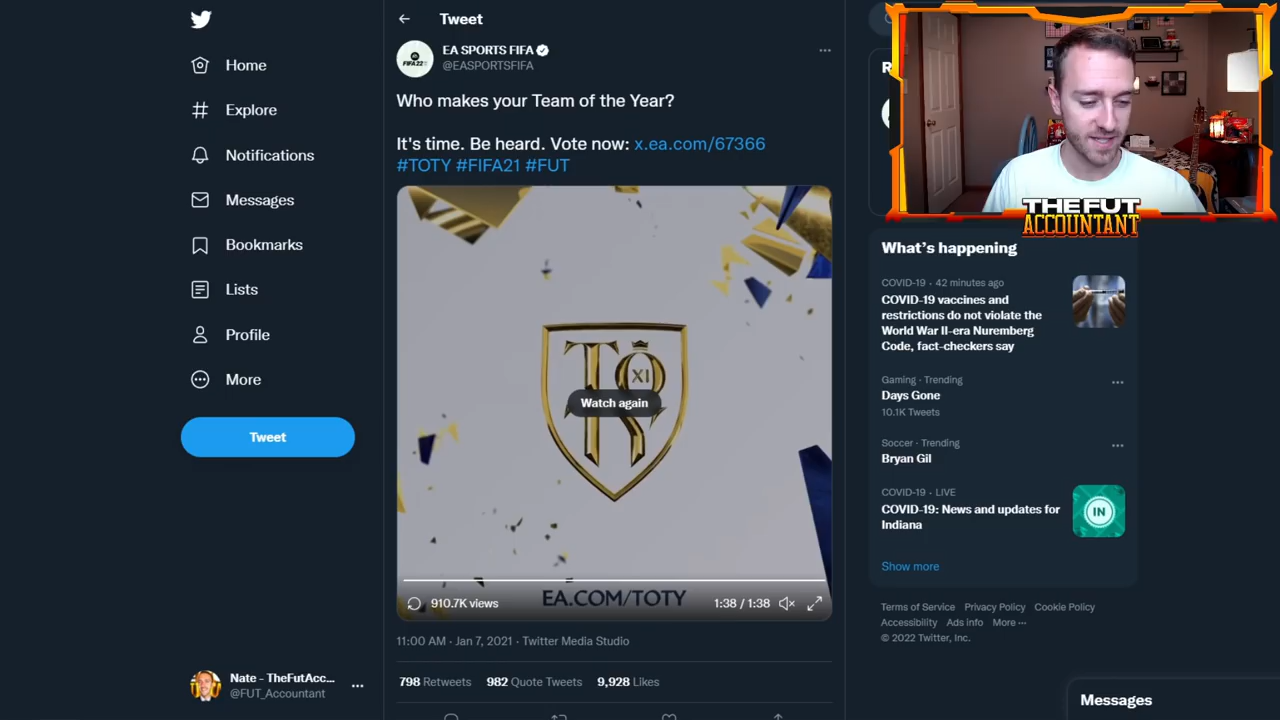 Home
Explore
Notifications
Messages
Bookmarks
Lists
Profile
More
Tweet
Nate - TheFutAcc...
@FUT_Accountant
Tweet
EA SPORTS FIFA
@EASPORTSFIFA
FIFA 22
Who makes your Team of the Year?
It's time. Be heard. Vote now: x.ea.com/67366
#TOTY #FIFA21 #FUT
XI
Watch again
910.7K views
EA.COM/TOTY
1:38 / 1:38
11:00 AM · Jan 7, 2021 · Twitter Media Studio
798 Retweets 982 Quote Tweets 9,928 Likes
THE FUT
ACCOUNTANT
What's happening
COVID-19 · 42 minutes ago
COVID-19 vaccines and
restrictions do not violate the
World War II-era Nuremberg
Code, fact-checkers say
Gaming · Trending
Days Gone
10.1K Tweets
Soccer · Trending
Bryan Gil
COVID-19 · LIVE
COVID-19: News and updates for
Indiana
IN
Show more
Terms of Service Privacy Policy Cookie Policy
Accessibility Ads info More ···
© 2022 Twitter, Inc.
Messages